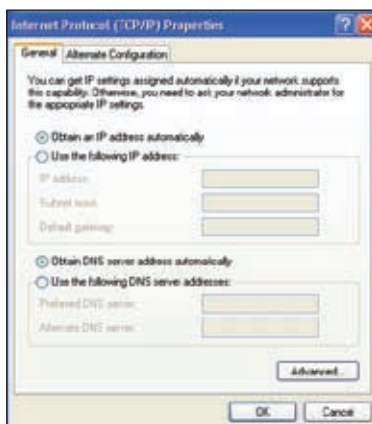 Internet Protocol (TCP/IP) Properties
General
Alternate Configuration
You can get IP settings assigned automatically if your network supports
this capability. Otherwise, you need to ask your network administrator for
the appropriate IP settings.
Obtain an IP address automatically
Use the following IP address:
IP address:
Subnet mask:
Default gateway:
Obtain DNS server address automatically
Use the following DNS server addresses:
Preferred DNS server:
Alternate DNS server:
Advanced...
OK
Cancel